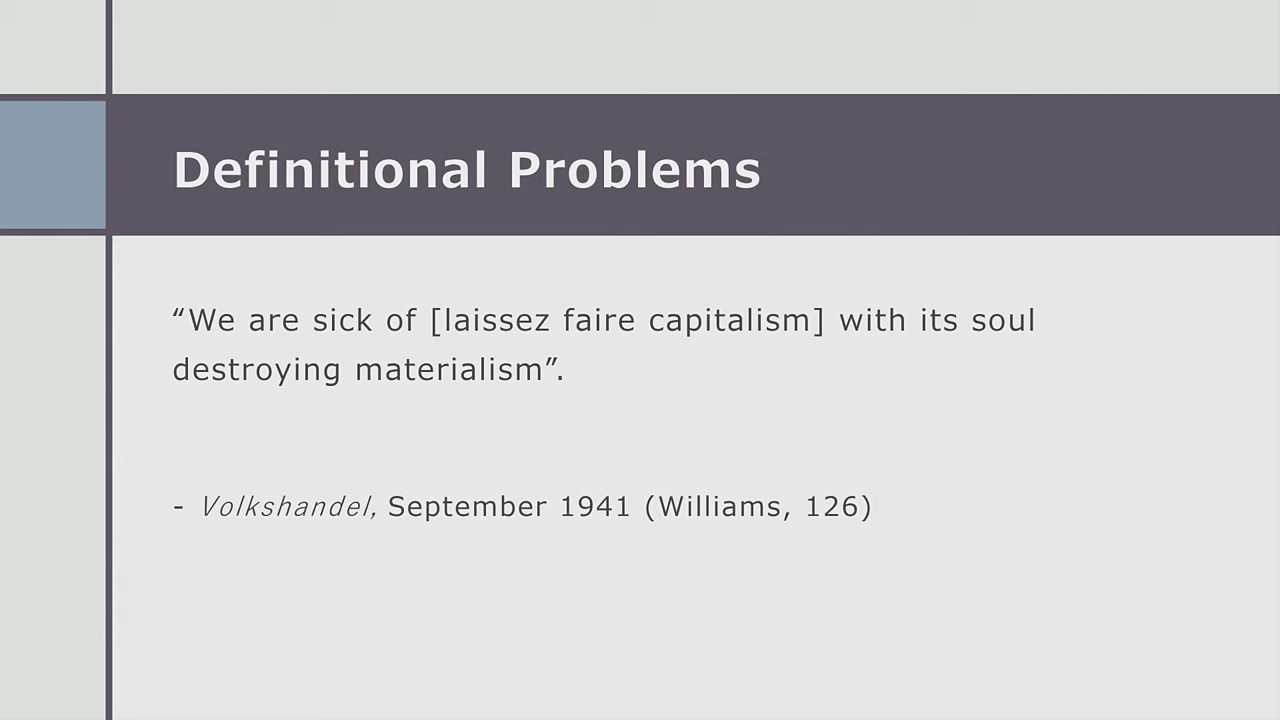 Definitional Problems
“We are sick of [laissez faire capitalism] with its soul
destroying materialism”.
- Volkshandel, September 1941 (Williams, 126)